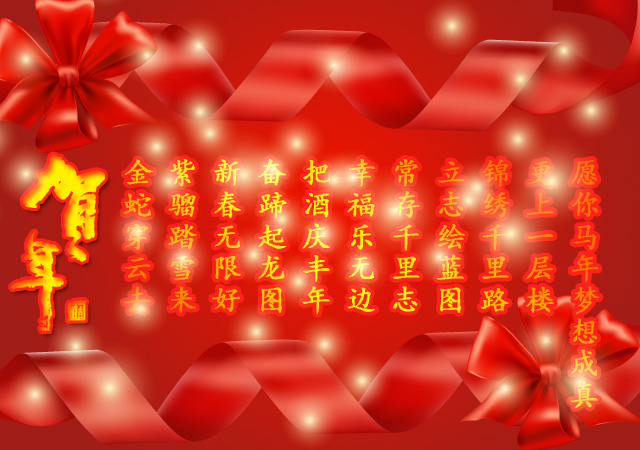 贺年
金蛇穿云去
紫骝踏雪来
新春无限好
奋蹄起龙图
把酒庆丰年
幸福乐无边
常存千里志
立志绘蓝图
锦绣千里路
更上一层楼
愿你马年梦想成真